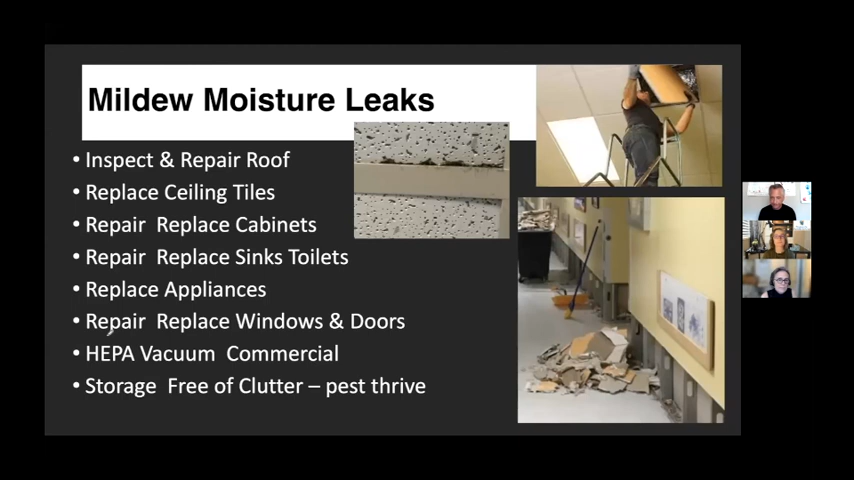 Mildew Moisture Leaks
• Inspect & Repair Roof
• Replace Ceiling Tiles
• Repair  Replace Cabinets
• Repair  Replace Sinks Toilets
• Replace Appliances
• Repair  Replace Windows & Doors
• HEPA Vacuum  Commercial
• Storage  Free of Clutter – pest thrive